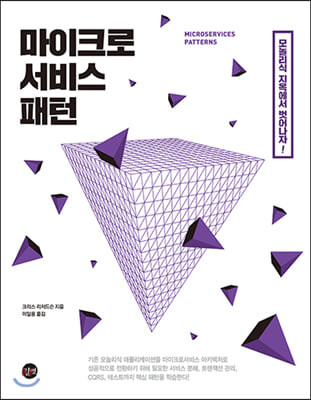 마이크로
서비스
패턴
MICROSERVICES
PATTERNS
모놀리식 지옥에서 벗어나자!
크리스 리처드슨 지음
이일웅 옮김
기존 모놀리식 애플리케이션을 마이크로서비스 아키텍처로
성공적으로 전환하기 위해 필요한 서비스 분해, 트랜잭션 관리,
CQRS, 테스트까지 핵심 패턴을 학습한다!
길벗